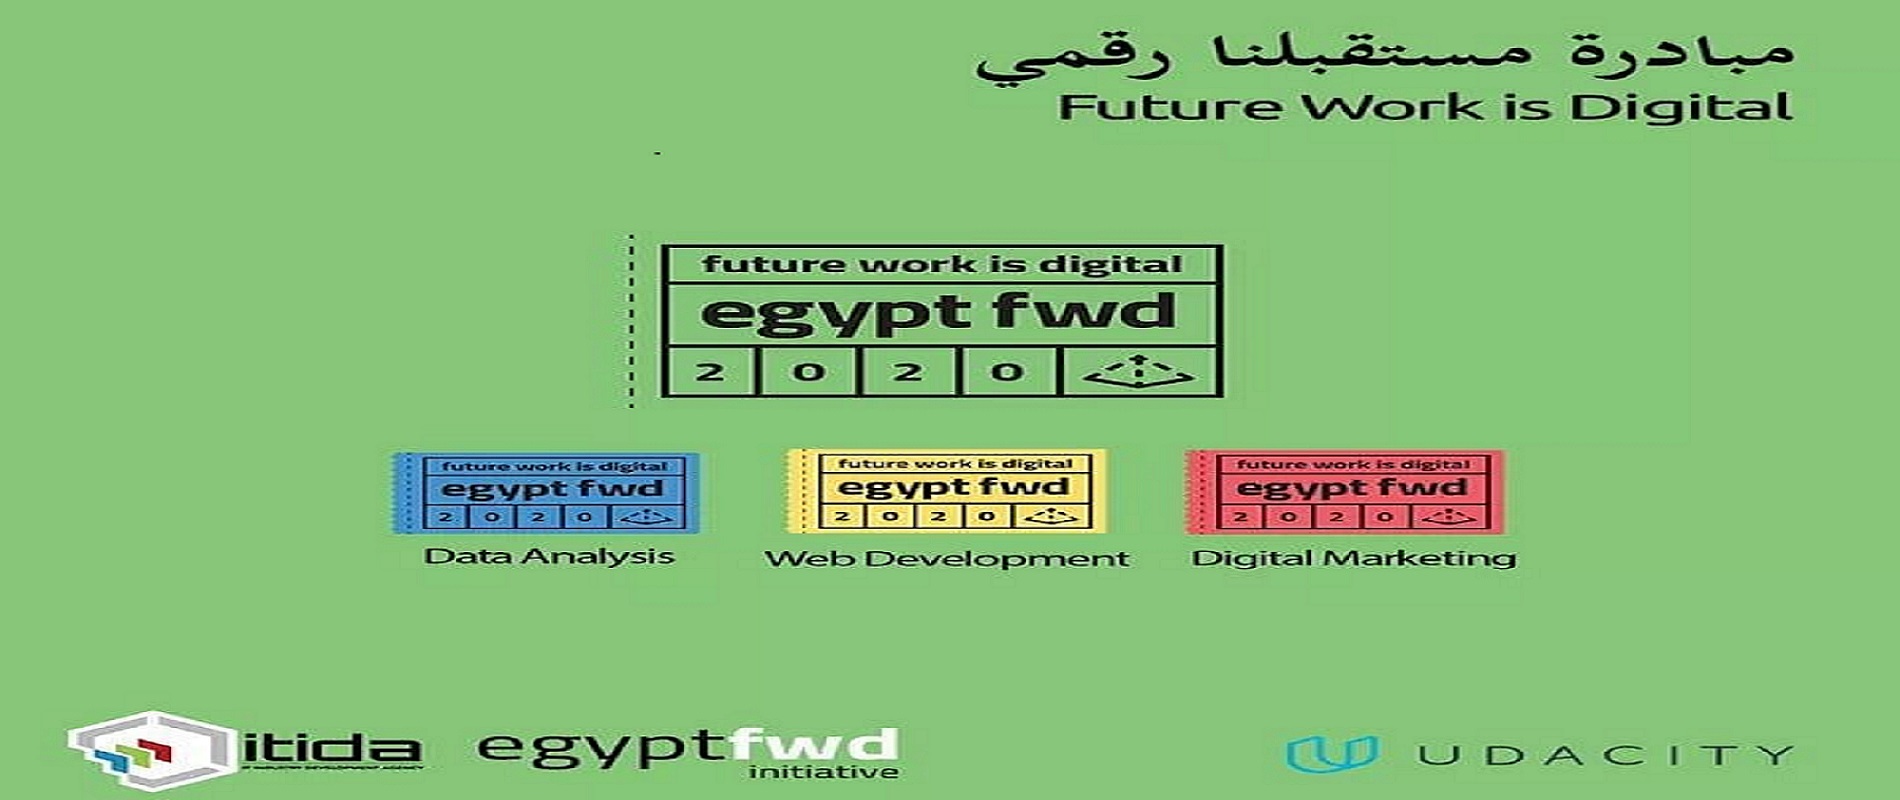 مبادرة مستقبلنا رقمي
Future Work is Digital
future work is digital
egypt fwd
2 0 2 0
future work is digital
egypt fwd
2 0 2 0
Data Analysis
future work is digital
egypt fwd
2 0 2 0
Web Development
future work is digital
egypt fwd
2 0 2 0
Digital Marketing
itida
egyptfwd
initiative
UDACITY